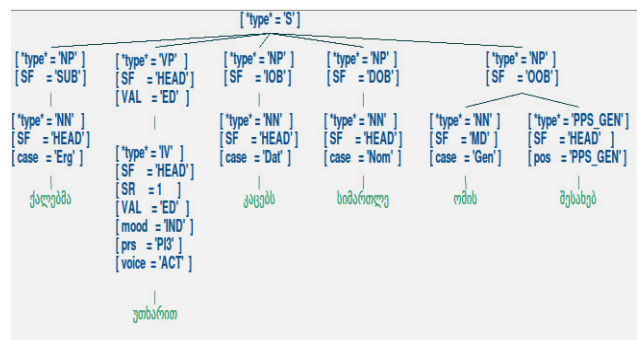 [ *type* = 'S' ]
[ *type* = 'NP' ] [ *type* = 'VP' ] [ *type* = 'NP' ] [ *type* = 'NP' ] [ *type* = 'NP' ]
[ SF = 'SUB' ] [ SF = 'HEAD' ] [ SF = 'IOB' ] [ SF = 'DOB' ] [ SF = 'OOB' ]
[ VAL = 'ED' ]
[ *type* = 'NN' ] [ *type* = 'NN' ] [ *type* = 'NN' ] [ *type* = 'NN' ] [ *type* = 'PPS_GEN' ]
[ SF = 'HEAD' ] [ SF = 'HEAD' ] [ SF = 'HEAD' ] [ SF = 'MD' ] [ SF = 'HEAD' ]
[ case = 'Erg' ] [ *type* = 'IV' ] [ case = 'Dat' ] [ case = 'Nom' ] [ case = 'Gen' ] [ pos = 'PPS_GEN' ]
[ SF = 'HEAD' ]
[ SR = 1 ]
ქალებმა [ VAL = 'ED' ] კაცებს სიმართლე ომის შესახებ
[ mood = 'IND' ]
[ prs = 'Pl3' ]
[ voice = 'ACT' ]
უთხარით